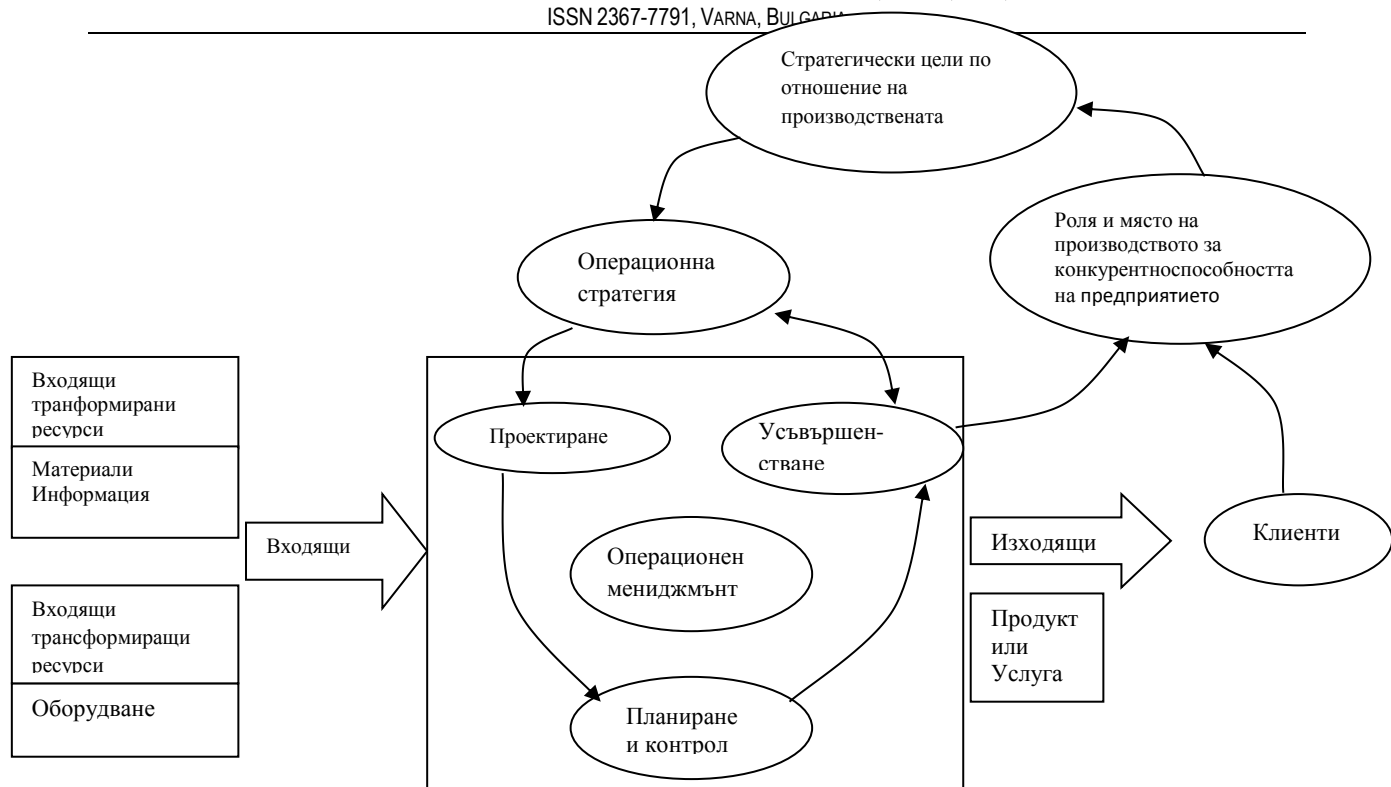 ISSN 2367-7791, VARNA, BULGARIA
Стратегически цели по
отношение на
производствената
Роля и място на
производството за
конкурентноспособността
на предприятието
Операционна
стратегия
Входящи
транформирани
ресурси
Материали
Информация
Проектиране
Усъвършен-
стване
Входящи
Операционен
мениджмънт
Изходящи
Клиенти
Входящи
трансформиращи
ресурси
Оборудване
Продукт
или
Услуга
Планиране
и контрол